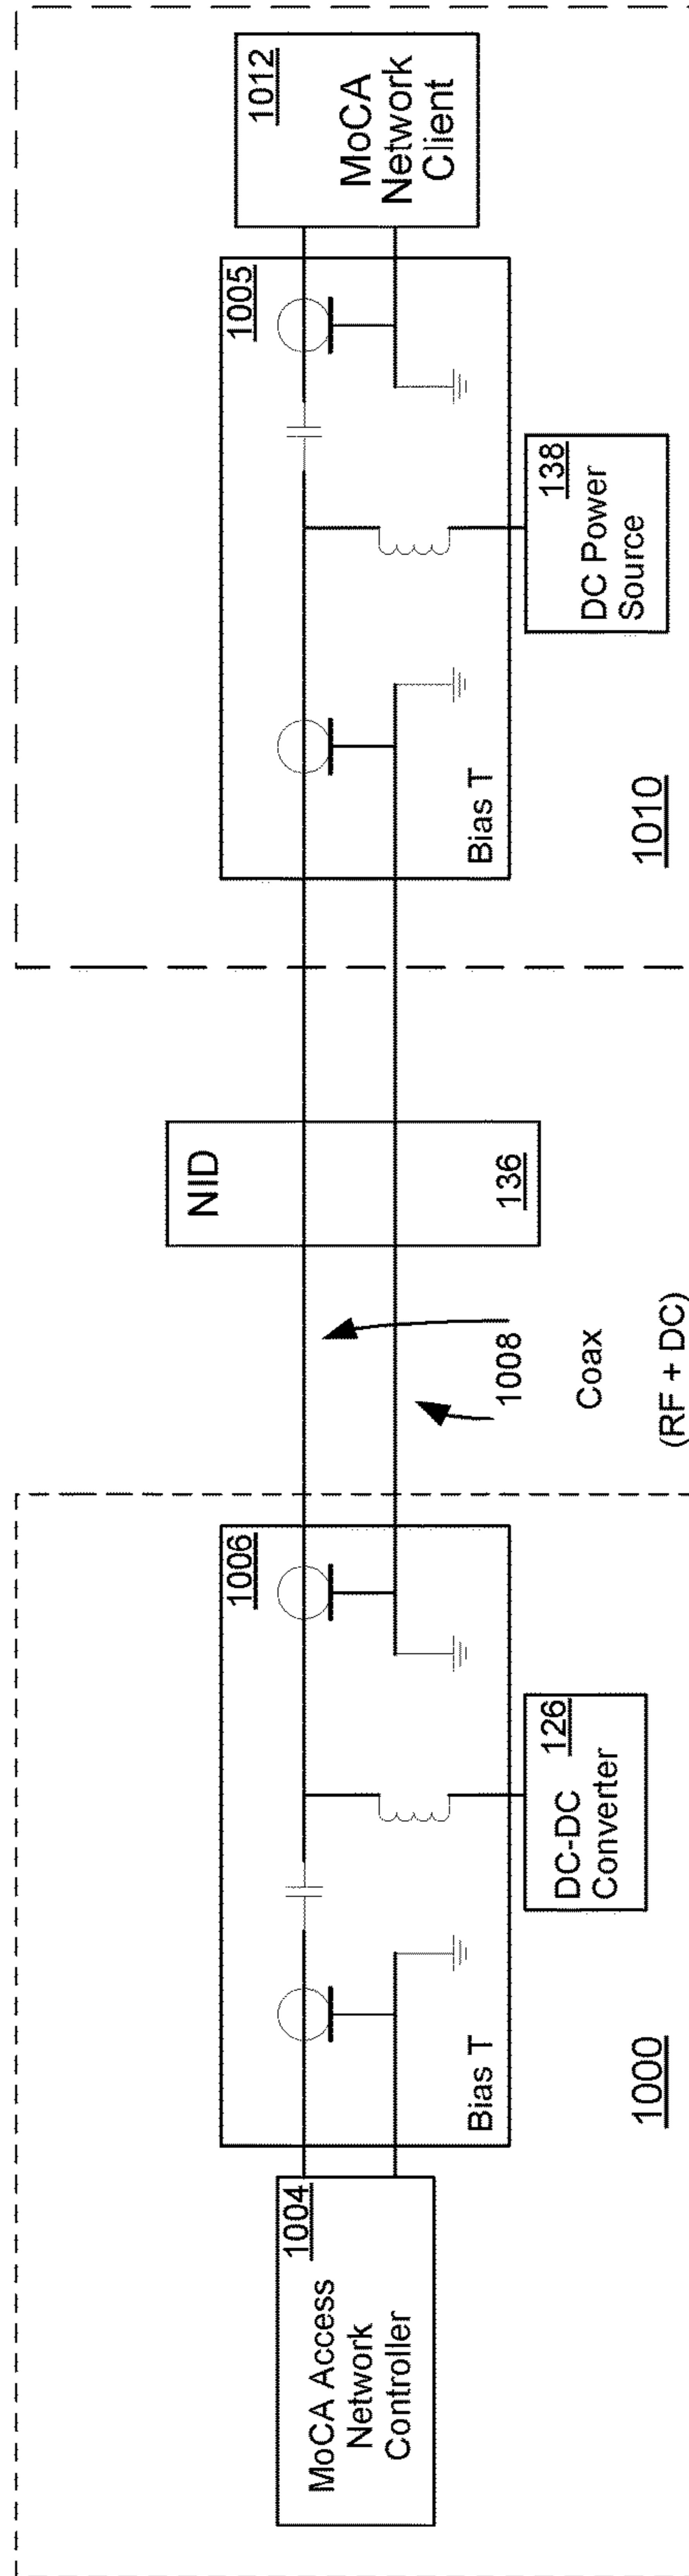 1004
MoCA Access
Network
Controller
1006
Bias T
126
DC-DC
Converter
1000
1008
Coax
(RF + DC)
NID
136
1005
Bias T
138
DC Power
Source
1010
1012
MoCA
Network
Client